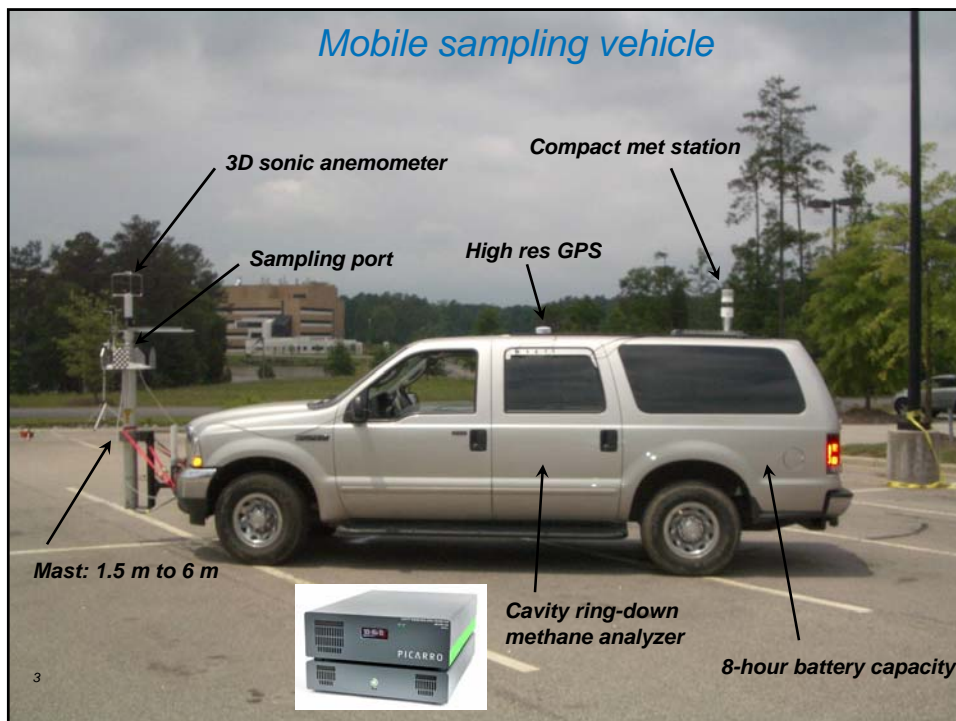 Mobile sampling vehicle
3D sonic anemometer
Compact met station
Sampling port
High res GPS
Mast: 1.5 m to 6 m
Cavity ring-down
methane analyzer
8-hour battery capacity
PICARRO
3